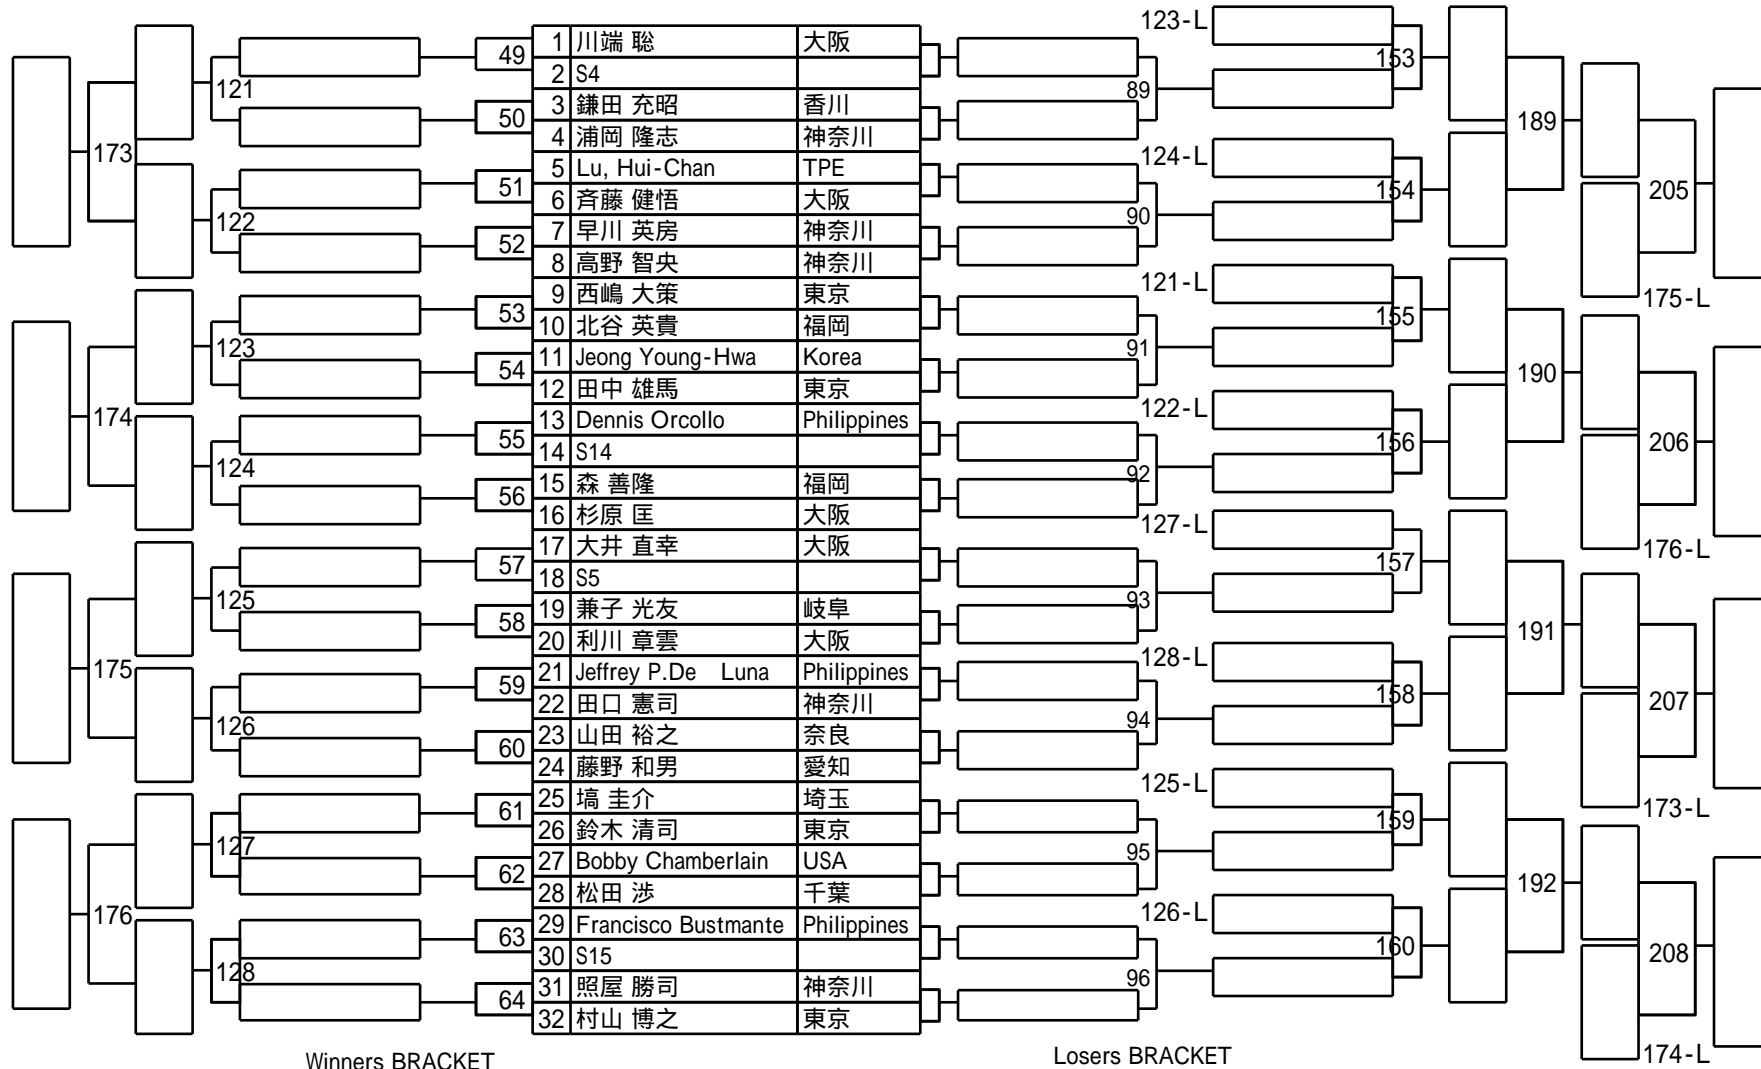 123-L
1 川端 聡 大阪
49 153
2 S4
121 89
3 鎌田 充昭 香川
50 189
4 浦岡 隆志 神奈川
173 124-L
5 Lu, Hui-Chan TPE
51 154 205
6 斉藤 健悟 大阪
122 90
7 早川 英房 神奈川
52
8 高野 智央 神奈川
121-L
9 西嶋 大策 東京 175-L
53 155
10 北谷 英貴 福岡
123 91
11 Jeong Young-Hwa Korea
54 190
12 田中 雄馬 東京
174 122-L
13 Dennis Orcollo Philippines
55 156 206
14 S14
124 92
15 森 善隆 福岡
56
16 杉原 匡 大阪
127-L
17 大井 直幸 大阪 176-L
57 157
18 S5
125 93
19 兼子 光友 岐阜
58 191
20 利川 章雲 大阪
175 128-L
21 Jeffrey P.De Luna Philippines
59 158 207
22 田口 憲司 神奈川
126 94
23 山田 裕之 奈良
60
24 藤野 和男 愛知
125-L
25 塙 圭介 埼玉 173-L
61 159
26 鈴木 清司 東京
127 95
27 Bobby Chamberlain USA
62 192
28 松田 渉 千葉
176 126-L
29 Francisco Bustmante Philippines
63 160 208
30 S15
128 96
31 照屋 勝司 神奈川
64
32 村山 博之 東京
Winners BRACKET Losers BRACKET 174-L